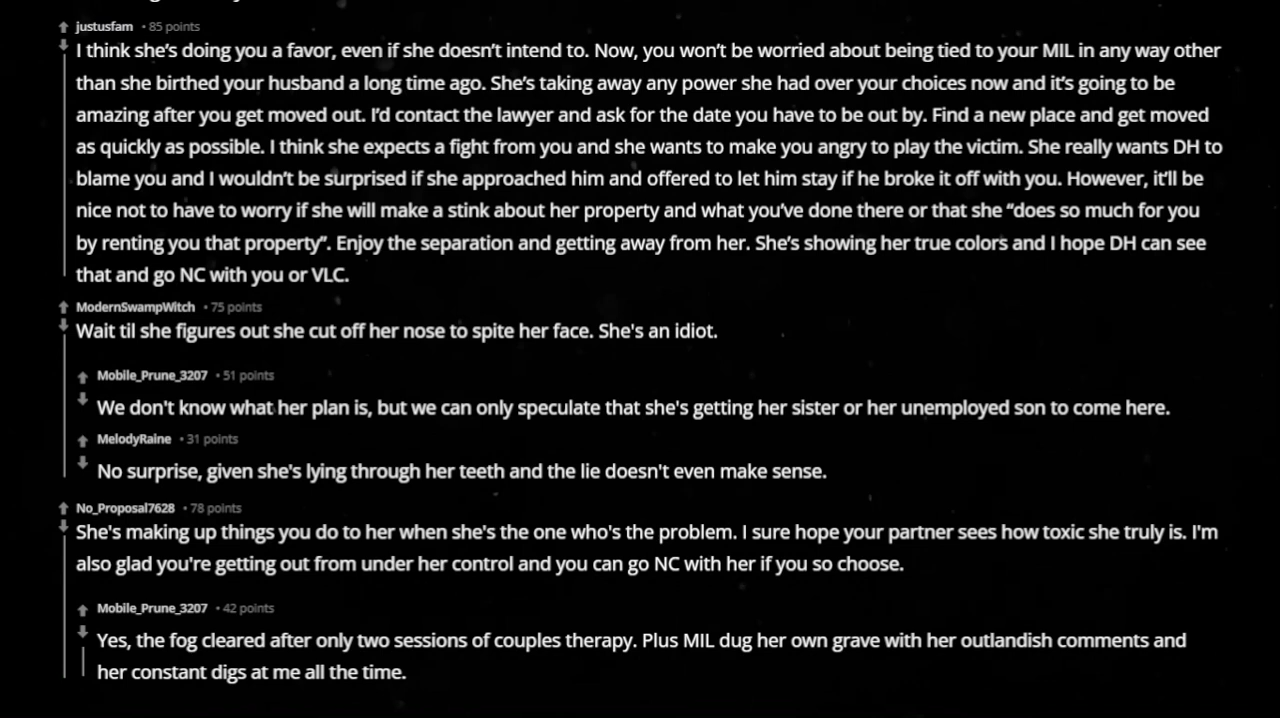 justusfam • 85 points
I think she’s doing you a favor, even if she doesn’t intend to. Now, you won’t be worried about being tied to your MIL in any way other
than she birthed your husband a long time ago. She’s taking away any power she had over your choices now and it’s going to be
amazing after you get moved out. I’d contact the lawyer and ask for the date you have to be out by. Find a new place and get moved
as quickly as possible. I think she expects a fight from you and she wants to make you angry to play the victim. She really wants DH to
blame you and I wouldn’t be surprised if she approached him and offered to let him stay if he broke it off with you. However, it’ll be
nice not to have to worry if she will make a stink about her property and what you’ve done there or that she “does so much for you
by renting you that property”. Enjoy the separation and getting away from her. She’s showing her true colors and I hope DH can see
that and go NC with you or VLC.
ModernSwampWitch • 75 points
Wait til she figures out she cut off her nose to spite her face. She's an idiot.
Mobile_Prune_3207 • 51 points
We don't know what her plan is, but we can only speculate that she's getting her sister or her unemployed son to come here.
MelodyRaine • 31 points
No surprise, given she's lying through her teeth and the lie doesn't even make sense.
No_Proposal7628 • 78 points
She's making up things you do to her when she's the one who's the problem. I sure hope your partner sees how toxic she truly is. I'm
also glad you're getting out from under her control and you can go NC with her if you so choose.
Mobile_Prune_3207 • 42 points
Yes, the fog cleared after only two sessions of couples therapy. Plus MIL dug her own grave with her outlandish comments and
her constant digs at me all the time.